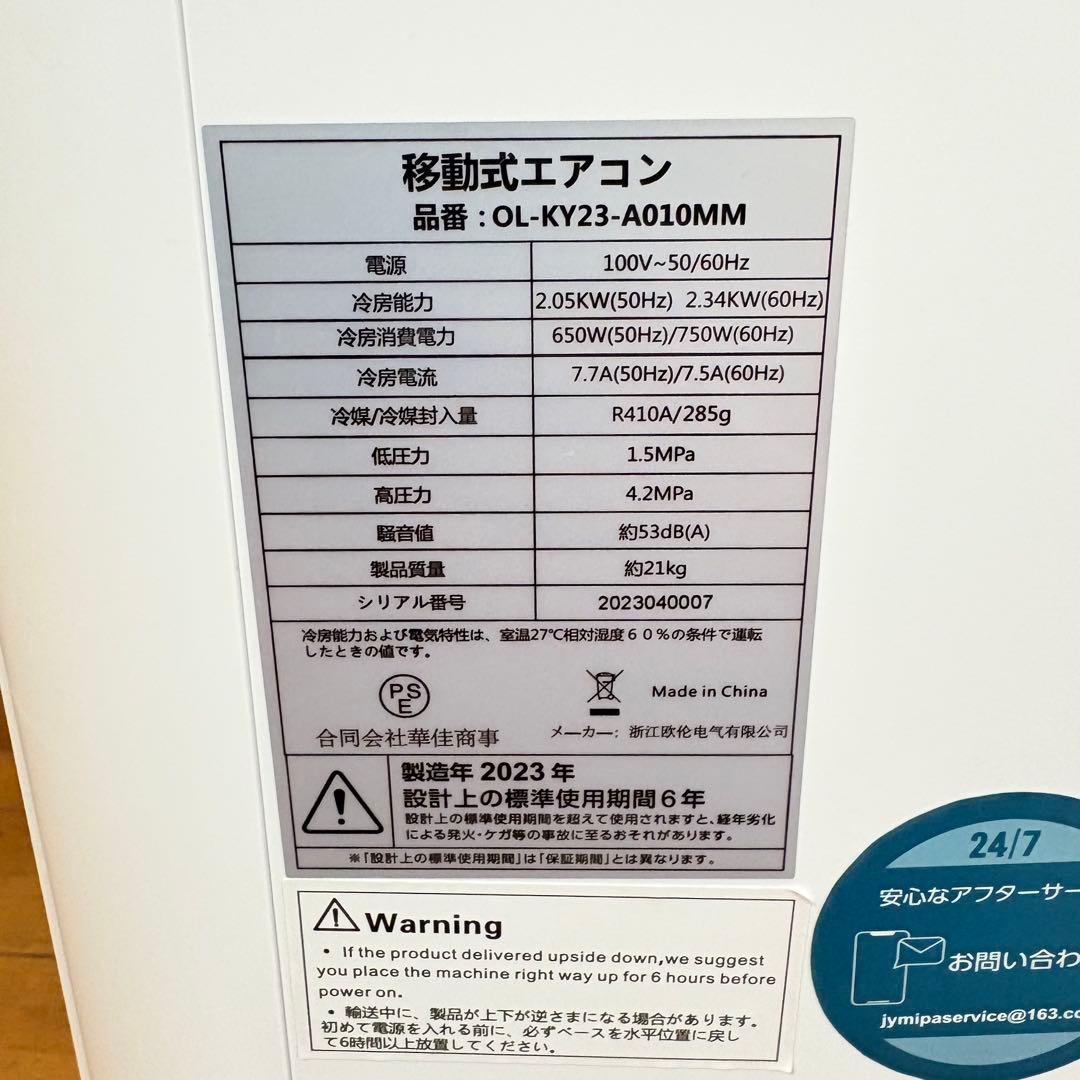 移動式エアコン
品番：OL-KY23-A010MM
電源 100V~50/60Hz
冷房能力 2.05KW(50Hz) 2.34KW(60Hz)
冷房消費電力 650W(50Hz)/750W(60Hz)
冷房電流 7.7A(50Hz)/7.5A(60Hz)
冷媒/冷媒封入量 R410A/285g
低圧力 1.5MPa
高圧力 4.2MPa
騒音値 約53dB(A)
製品質量 約21kg
シリアル番号 2023040007
冷房能力および電気特性は、室温27℃相対湿度６０％の条件で運転
したときの値です。
PSE
Made in China
合同会社華佳商事
メーカー：浙江欧伦电气有限公司
製造年 2023 年
設計上の標準使用期間６年
設計上の標準使用期間を超えて使用されますと、経年劣化
による発火・ケガ等の事故に至るおそれがあります。
※「設計上の標準使用期間」は「保証期間」とは異なります。
Warning
• If the product delivered upside down,we suggest
you place the machine right way up for 6 hours before
power on.
• 輸送中に、製品が上下が逆さまになる場合があります。
初めて電源を入れる前に、必ずベースを水平位置に戻し
て6時間以上放置してください。
24/7
安心なアフターサー
お問い合わ
jymipaservice@163.co